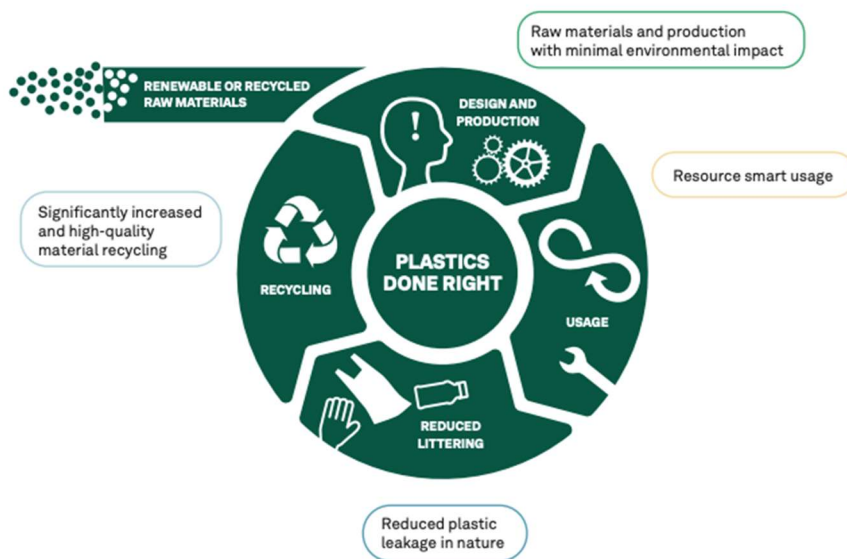 Raw materials and production
with minimal environmental impact
RENEWABLE OR RECYCLED
RAW MATERIALS
DESIGN AND
PRODUCTION
!
Resource smart usage
Significantly increased
and high-quality
material recycling
RECYCLING
PLASTICS
DONE RIGHT
USAGE
REDUCED
LITTERING
Reduced plastic
leakage in nature